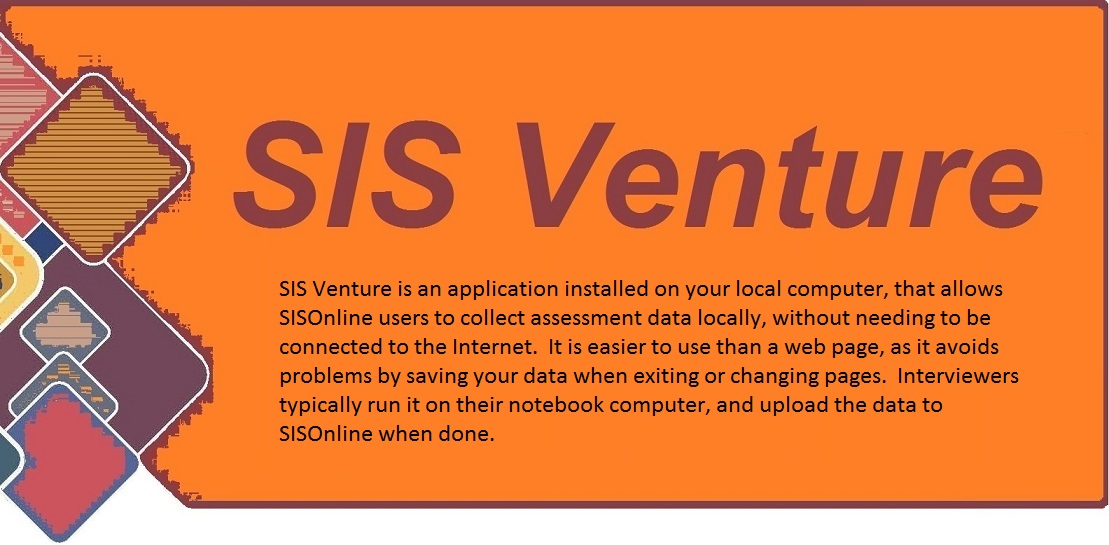 SIS Venture
SIS Venture is an application installed on your local computer, that allows
SISOnline users to collect assessment data locally, without needing to be
connected to the Internet.  It is easier to use than a web page, as it avoids
problems by saving your data when exiting or changing pages.  Interviewers
typically run it on their notebook computer, and upload the data to
SISOnline when done.